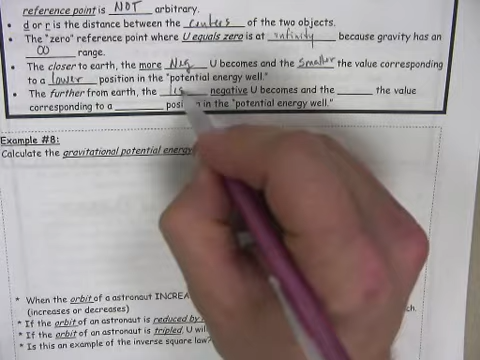 reference point is NOT arbitrary.
• d or r is the distance between the centers of the two objects.
• The "zero" reference point where U equals zero is at infinity because gravity has an
∞ range.
• The closer to earth, the more Neg U becomes and the smaller the value corresponding
to a lower position in the "potential energy well."
• The further from earth, the negative U becomes and the ______ the value
corresponding to a ______ in the "potential energy well."
Example #8:
Calculate the gravitational potential energy
* When the orbit of a astronaut
(increases or decreases)
* If the orbit of an astronaut is reduced by
* If the orbit of an astronaut is tripled, U
* Is this an example of the inverse square law?